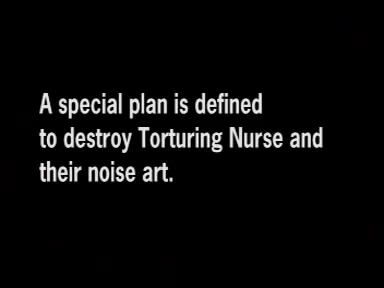 A special plan is defined
to destroy Torturing Nurse and
their noise art.